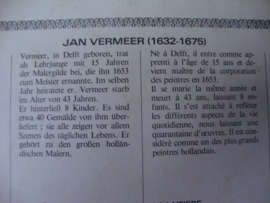 JAN VERMEER (1632-1675)
Vermeer, in Delft geboren, trat
als Lehrjunge mit 15 Jahren
der Malergilde bei, die ihn 1653
zum Meister ernannte. Im selben
Jahr heiratete er. Vermeer starb
im Alter von 43 Jahren.
Er hinterließ 8 Kinder. Es sind
etwa 40 Gemälde von ihm über-
liefert ; sie alle zeigen vor allem
Szenen des täglichen Lebens. Er
gehört zu den großen hollän-
dischen Malern.
Né à Delft, il entre comme
apprenti à l'âge de 15 ans et de-
vient maître de la corporation
des peintres en 1653.
Il se marie la même année et
meurt à 43 ans, laissant 8 en-
fants. Il s'est attaché à refléter
les différents aspects de la vie
quotidienne, nous laissant une
quarantaine d'œuvres. Il est con-
sidéré comme un des plus grands
peintres hollandais.